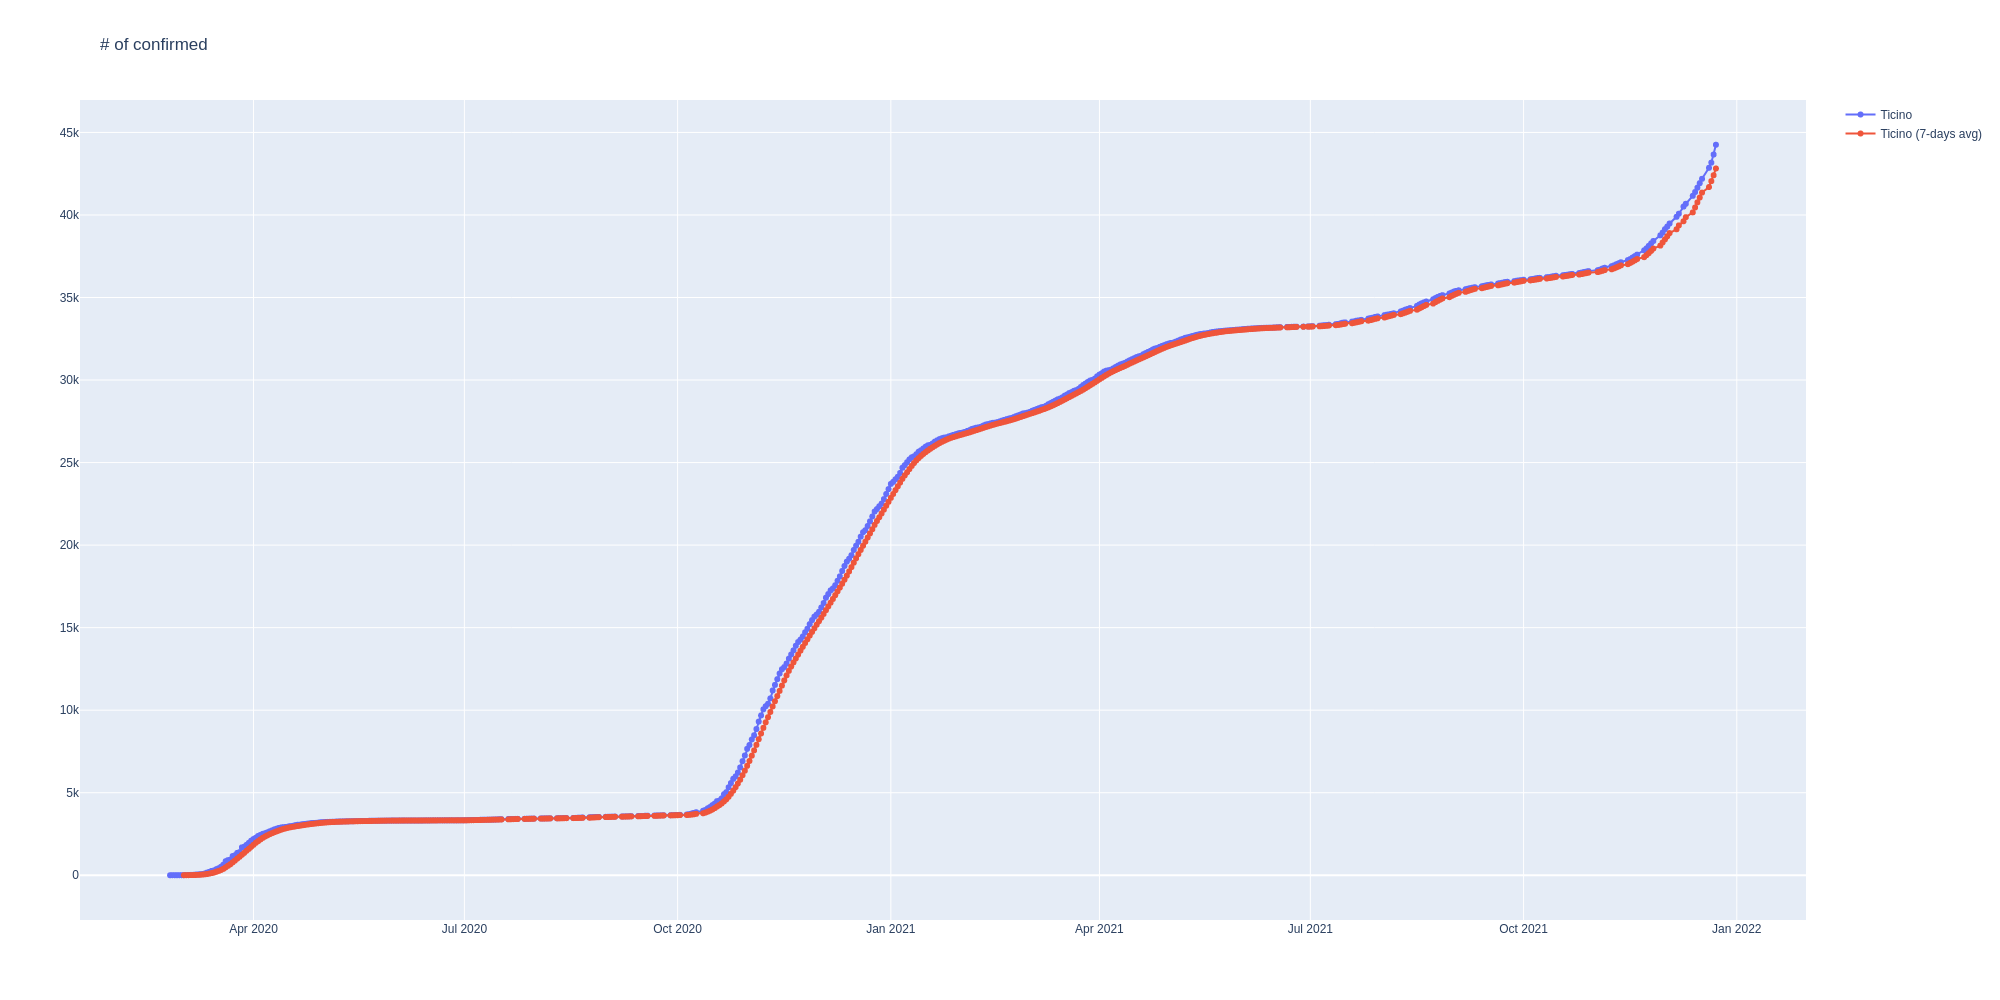 # of confirmed
Ticino
Ticino (7-days avg)
45k
40k
35k
30k
25k
20k
15k
10k
5k
0
Apr 2020
Jul 2020
Oct 2020
Jan 2021
Apr 2021
Jul 2021
Oct 2021
Jan 2022